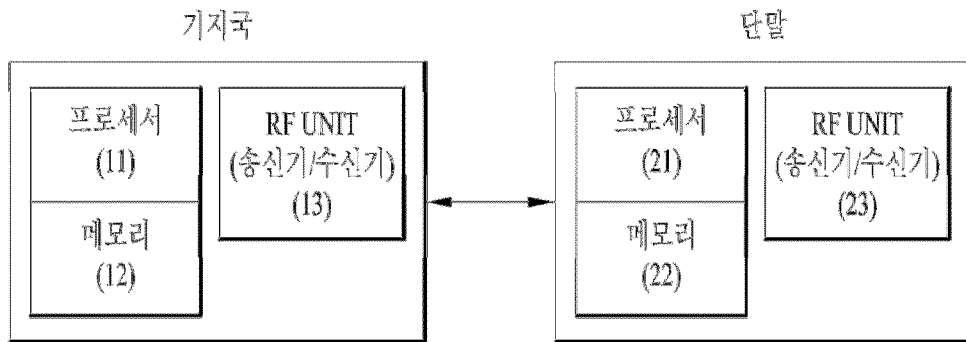 기지국
프로세서
(11)
메모리
(12)
RF UNIT
(송신기/수신기)
(13)
단말
프로세서
(21)
메모리
(22)
RF UNIT
(송신기/수신기)
(23)